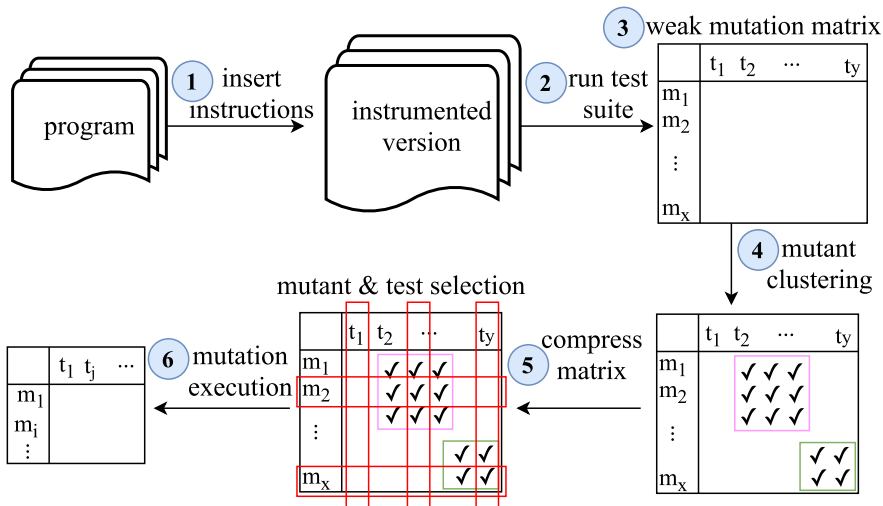 program
1 insert
instructions
instrumented
version
2 run test
suite
3 weak mutation matrix
t1 t2 ... ty
m1
m2
⋮
mx
4 mutant
clustering
t1 t2 ... ty
m1
✓ ✓ ✓
m2 ✓ ✓ ✓
✓ ✓ ✓
⋮
✓ ✓
mx ✓ ✓
5 compress
matrix
mutant & test selection
t1 t2 ... ty
m1 ✓ ✓ ✓
m2 ✓ ✓ ✓
✓ ✓ ✓
⋮
✓ ✓
mx ✓ ✓
6 mutation
execution
t1 tj ...
m1
mi
⋮